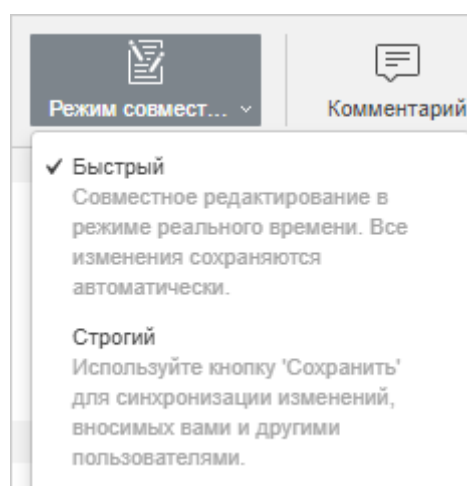 Режим совмест...
Комментарий
Быстрый
Совместное редактирование в
режиме реального времени. Все
изменения сохраняются
автоматически.
Строгий
Используйте кнопку 'Сохранить'
для синхронизации изменений,
вносимых вами и другими
пользователями.